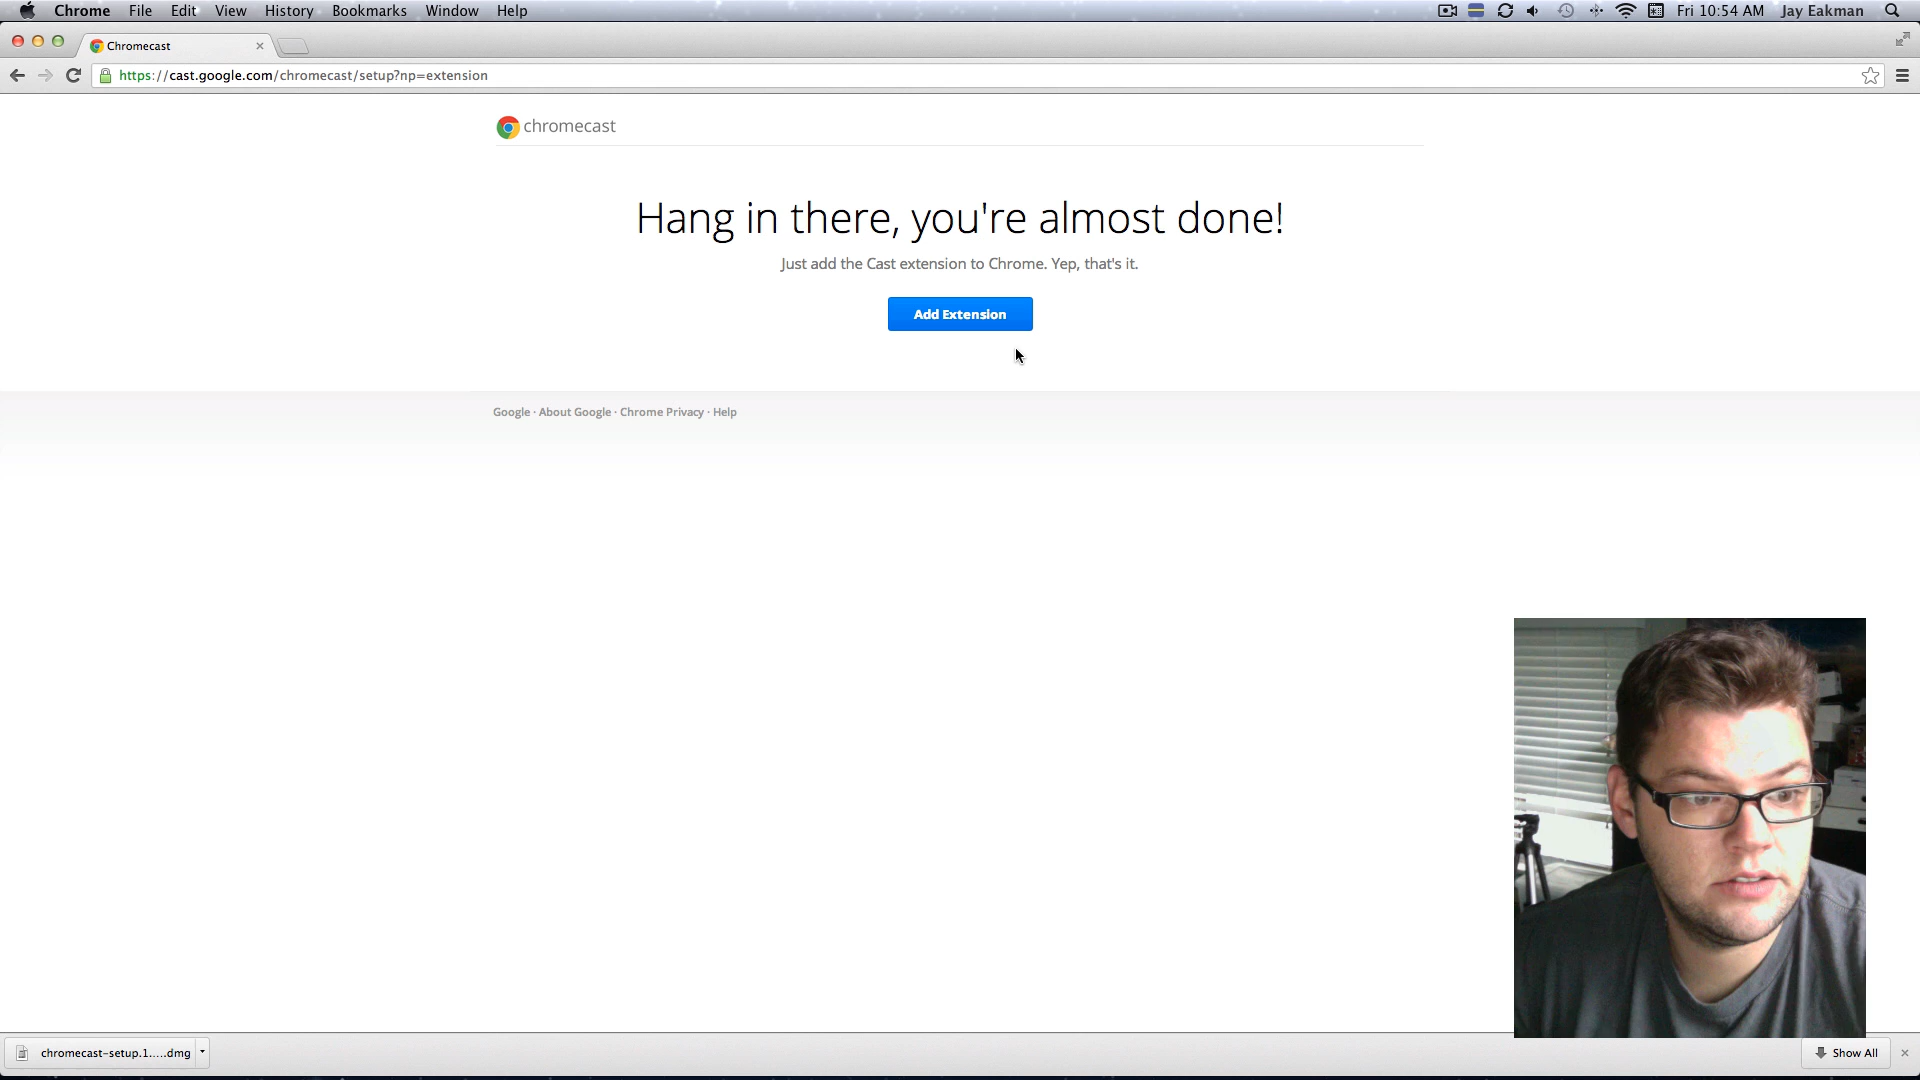 Chrome File Edit View History Bookmarks Window Help Fri 10:54 AM Jay Eakman
Chromecast
https://cast.google.com/chromecast/setup?np=extension
chromecast
Hang in there, you're almost done!
Just add the Cast extension to Chrome. Yep, that's it.
Add Extension
Google · About Google · Chrome Privacy · Help
chromecast-setup.1.....dmg Show All